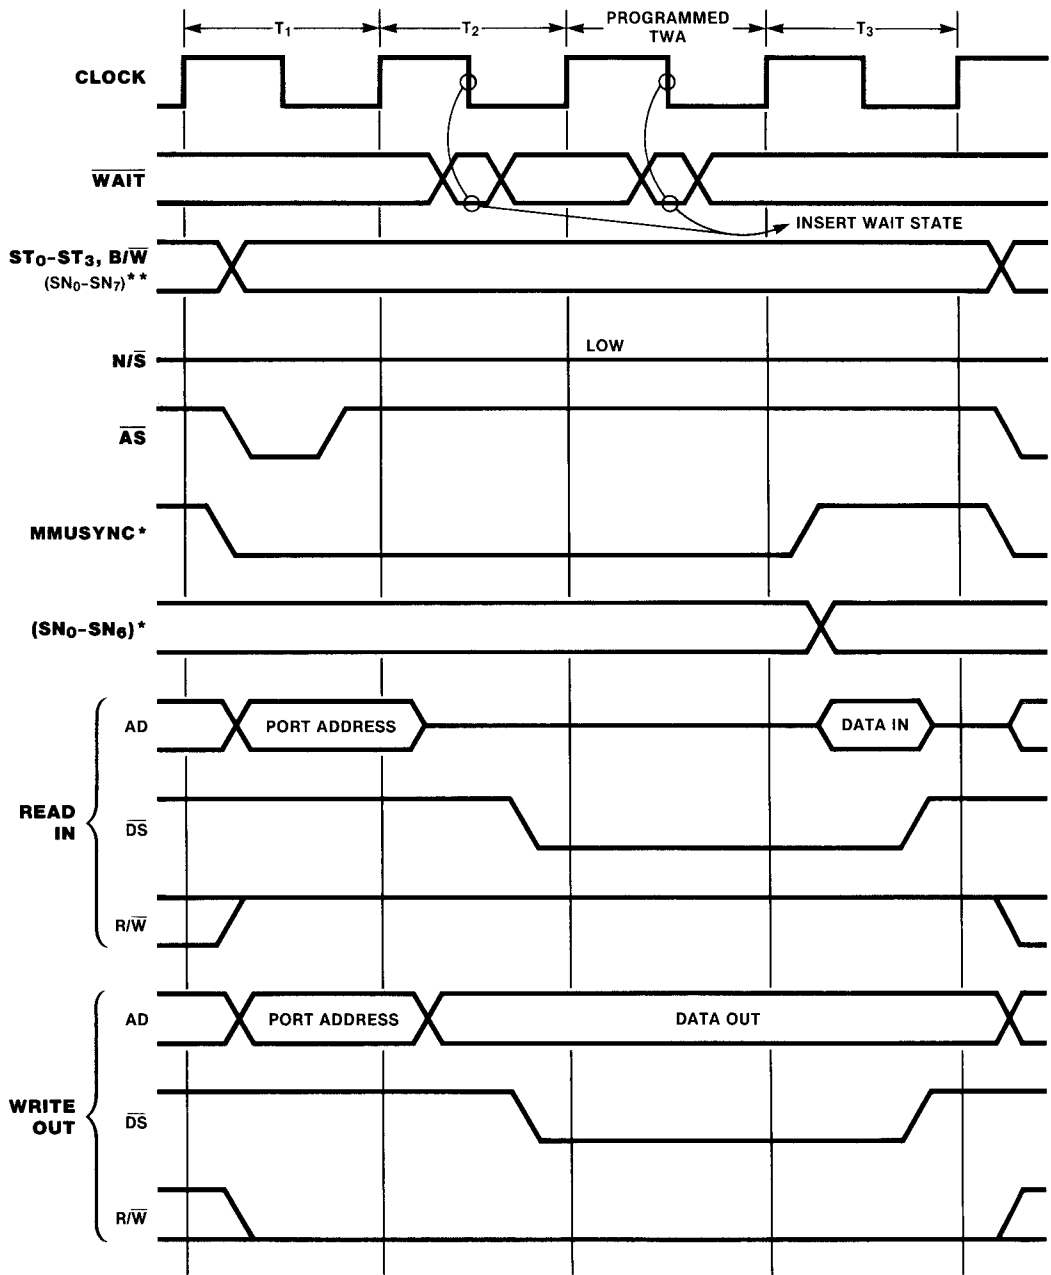 T1
T2
PROGRAMMED
TWA
T3
CLOCK
WAIT
INSERT WAIT STATE
ST0-ST3, B/W
(SN0-SN7)**
N/S
LOW
AS
MMUSYNC*
(SN0-SN6)*
READ
IN
AD
PORT ADDRESS
DATA IN
DS
R/W
WRITE
OUT
AD
PORT ADDRESS
DATA OUT
DS
R/W